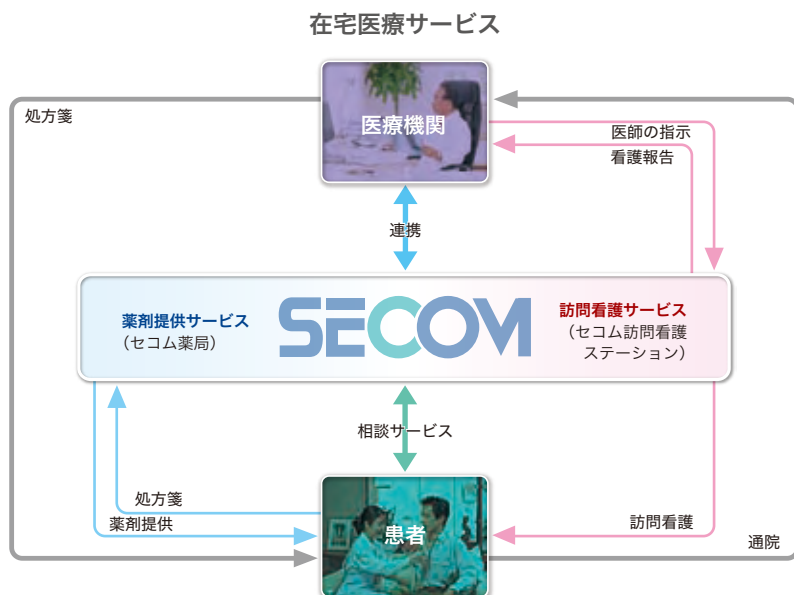 在宅医療サービス
処方箋
医療機関
医師の指示
看護報告
連携
薬剤提供サービス
（セコム薬局）
SECOM
訪問看護サービス
（セコム訪問看護
ステーション）
相談サービス
処方箋
薬剤提供
患者
訪問看護
通院